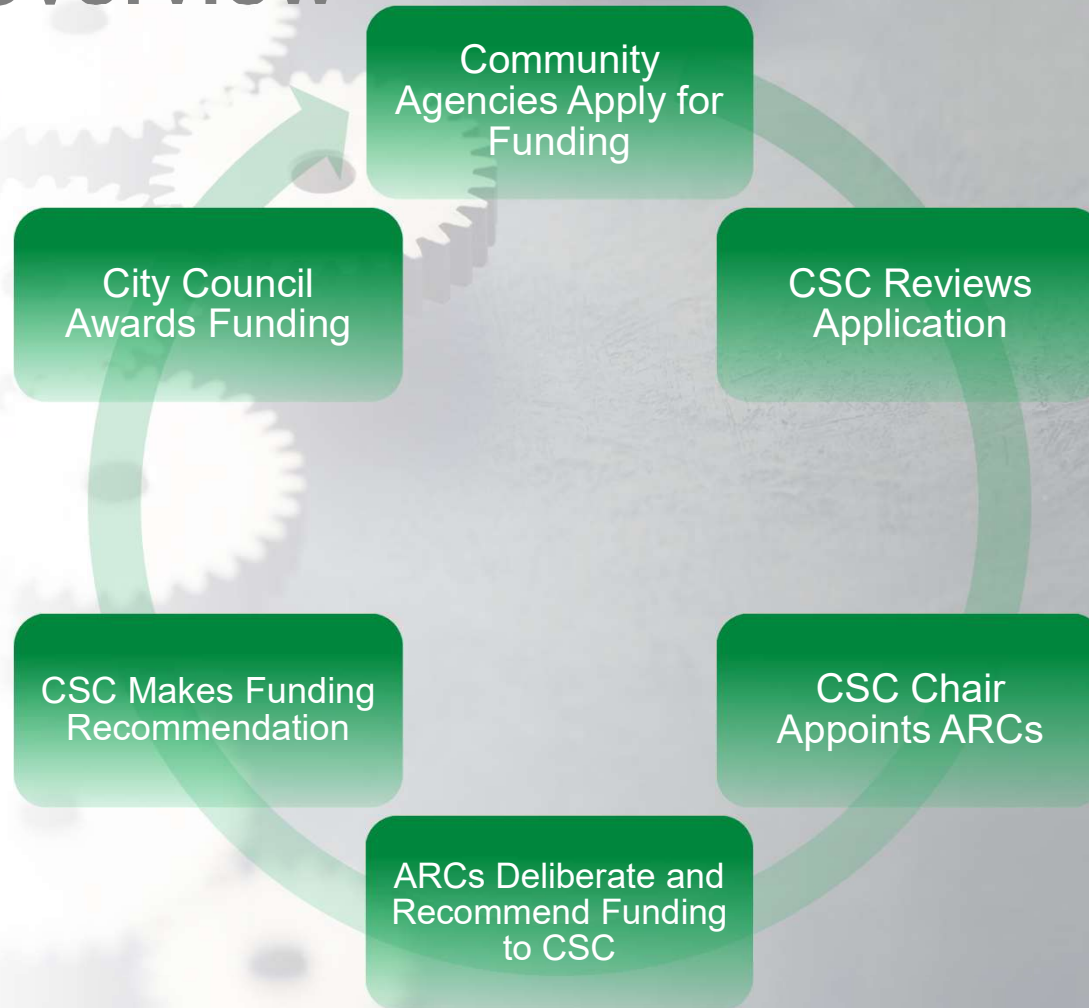 Overview
Community
Agencies Apply for
Funding
CSC Reviews
Application
CSC Chair
Appoints ARCs
ARCs Deliberate and
Recommend Funding
to CSC
CSC Makes Funding
Recommendation
City Council
Awards Funding